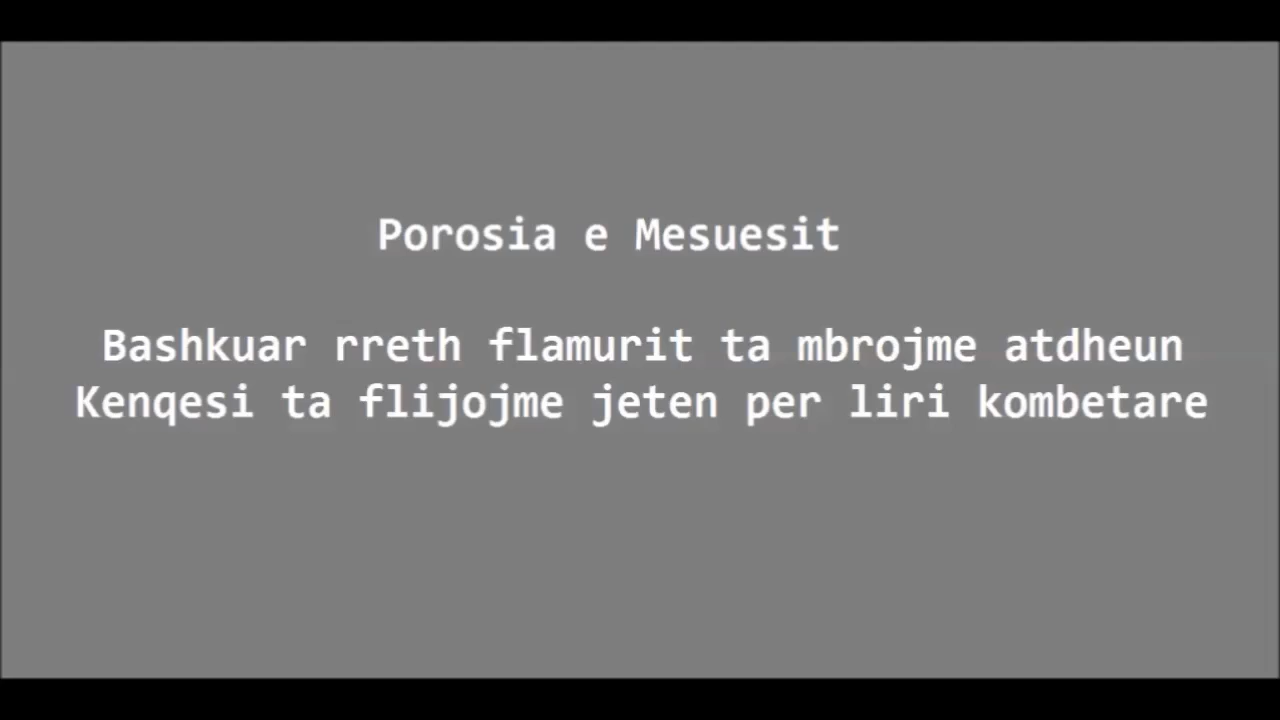 Porosia e Mesuesit
Bashkuar rreth flamurit ta mbrojme atdheun
Kenqesi ta flijojme jeten per liri kombetare